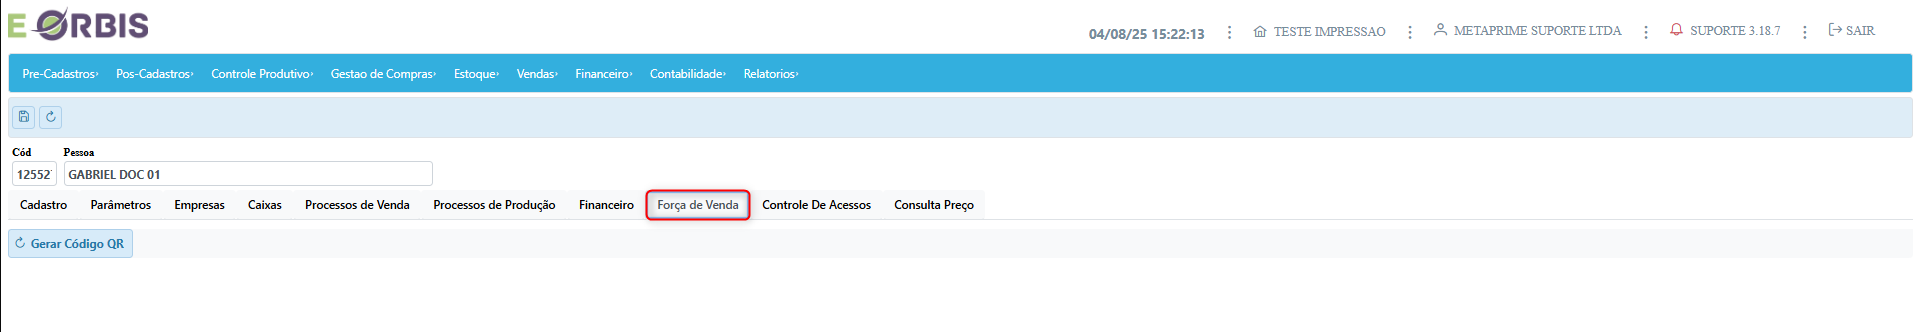 E ORBIS
04/08/25 15:22:13 TESTE IMPRESSAO METAPRIME SUPORTE LTDA SUPORTE 3.18.7 SAIR
Pre-Cadastros Pos-Cadastros Controle Produtivo Gestao de Compras Estoque Vendas Financeiro Contabilidade Relatorios
Cód Pessoa
12552 GABRIEL DOC 01
Cadastro Parâmetros Empresas Caixas Processos de Venda Processos de Produção Financeiro Força de Venda Controle De Acessos Consulta Preço
Gerar Código QR